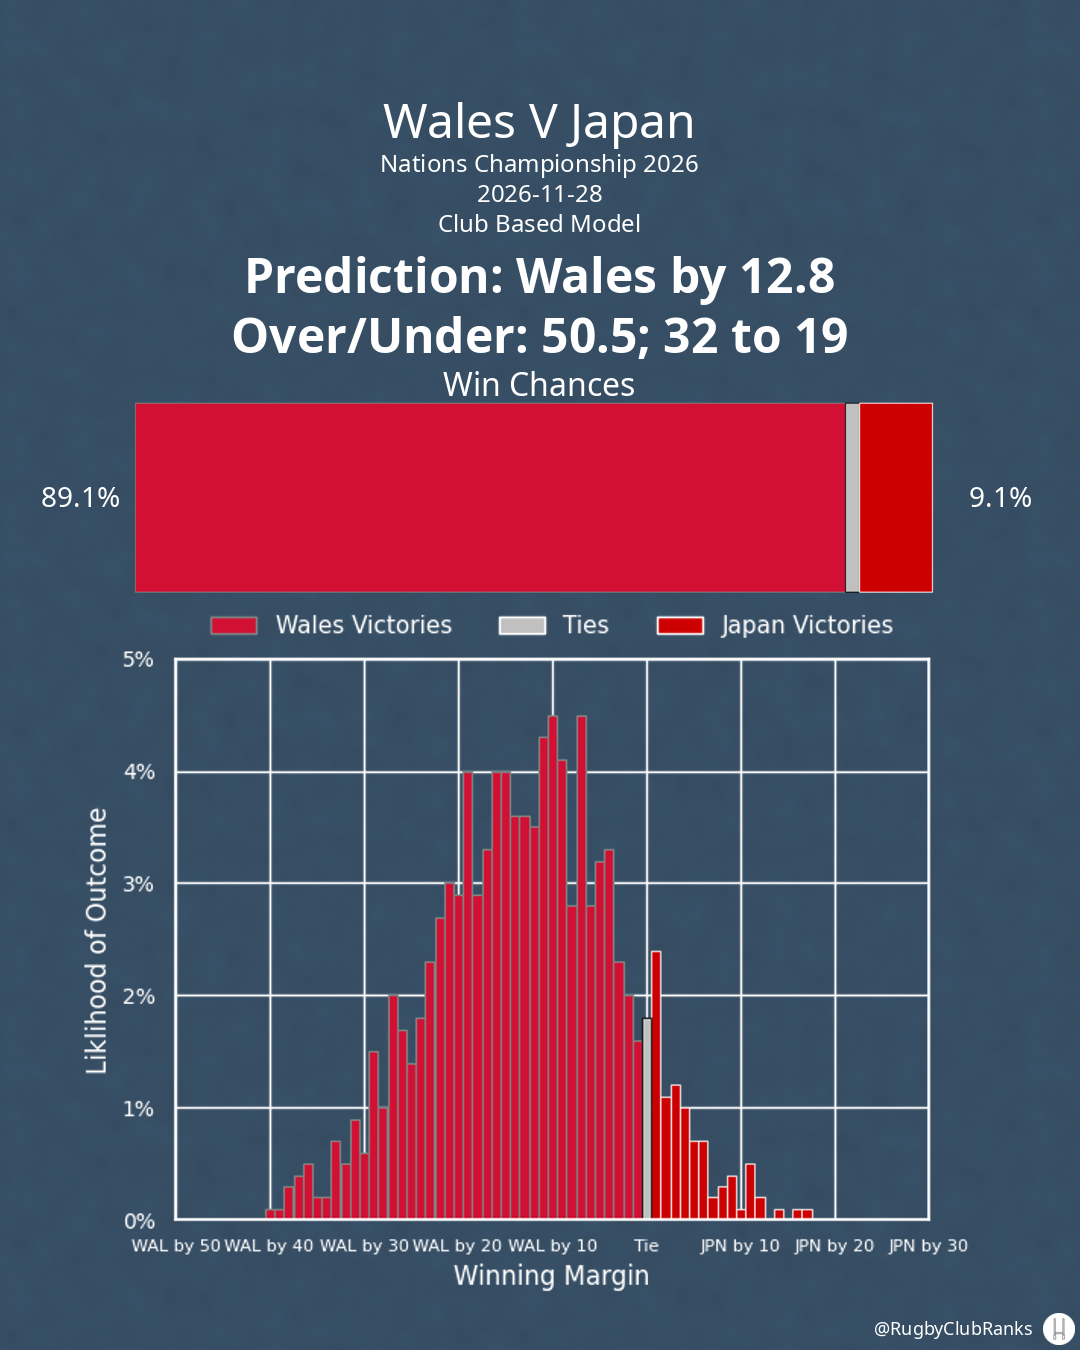 Wales V Japan
Nations Championship 2026
2026-11-28
Club Based Model
Prediction: Wales by 12.8
Over/Under: 50.5; 32 to 19
Win Chances
89.1%
9.1%
Wales Victories
Ties
Japan Victories
5%
4%
3%
2%
1%
0%
Liklihood of Outcome
WAL by 50 WAL by 40 WAL by 30 WAL by 20 WAL by 10 Tie JPN by 10 JPN by 20 JPN by 30
Winning Margin
@RugbyClubRanks